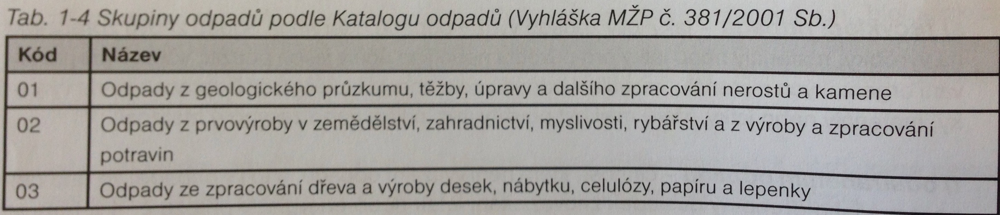 Tab. 1-4 Skupiny odpadů podle Katalogu odpadů (Vyhláška MŽP č. 381/2001 Sb.)
Kód Název
01 Odpady z geologického průzkumu, těžby, úpravy a dalšího zpracování nerostů a kamene
02 Odpady z prvovýroby v zemědělství, zahradnictví, myslivosti, rybářství a z výroby a zpracování
potravin
03 Odpady ze zpracování dřeva a výroby desek, nábytku, celulózy, papíru a lepenky